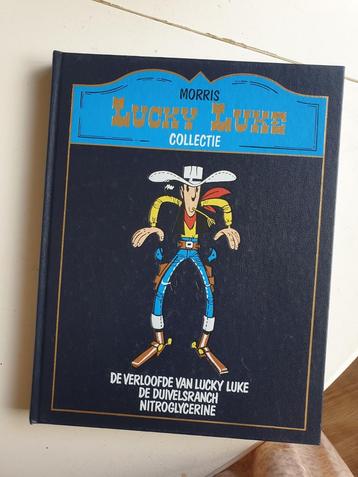 MORRIS
LUCKY LUKE
COLLECTIE
DE VERLOOFDE VAN LUCKY LUKE
DE DUIVELSRANCH
NITROGLYCERINE